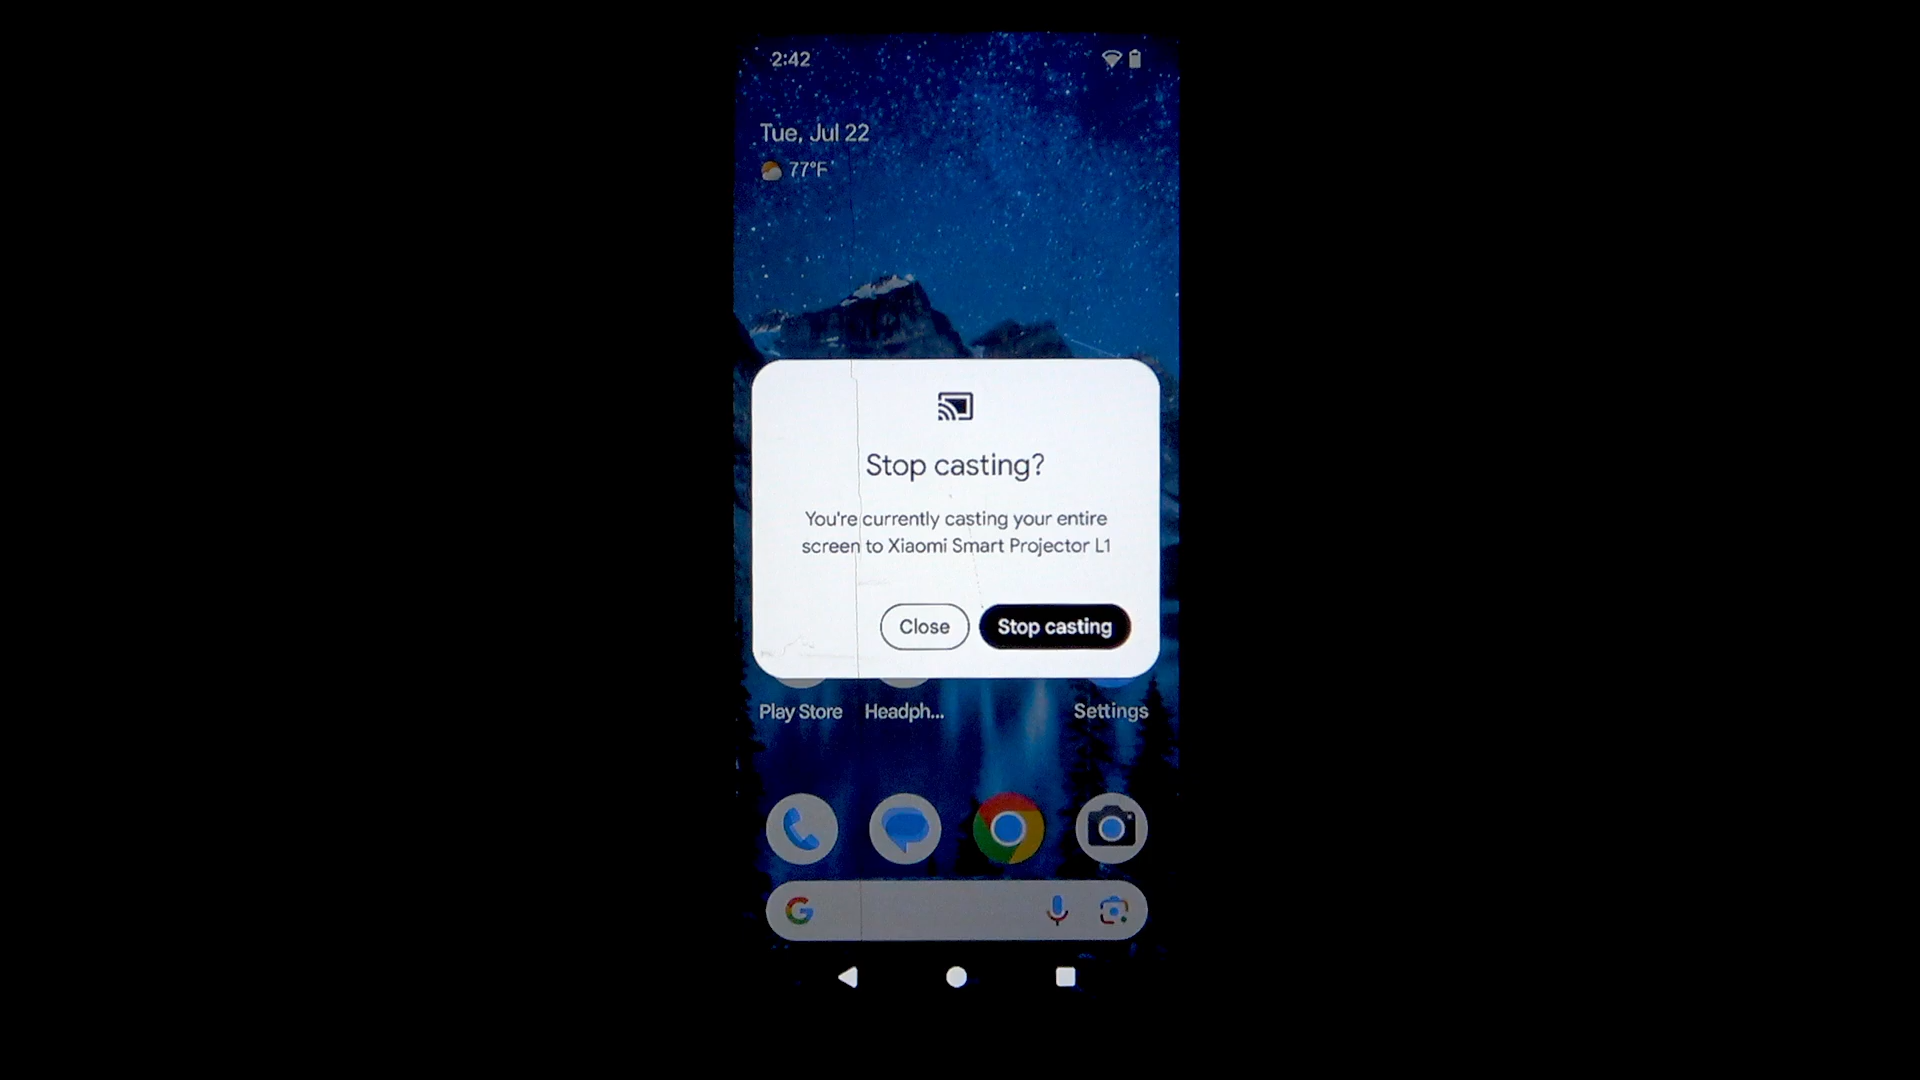 2:42
Tue, Jul 22
77°F
Stop casting?
You're currently casting your entire
screen to Xiaomi Smart Projector L1
Close
Stop casting
Play Store
Headph...
Settings